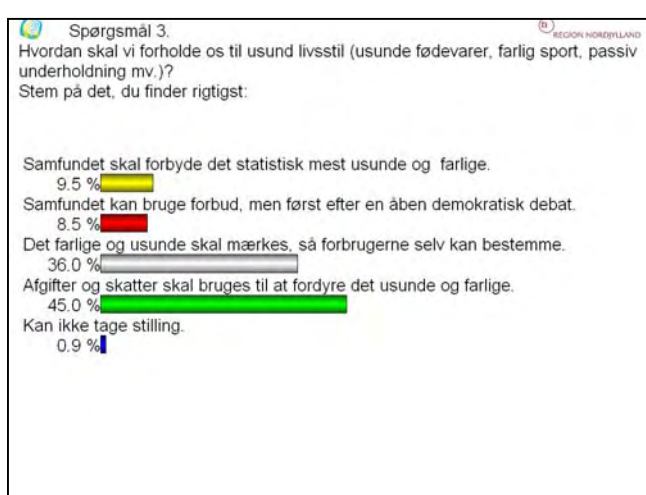 Spørgsmål 3.
REGION NORDJYLLAND
Hvordan skal vi forholde os til usund livsstil (usunde fødevarer, farlig sport, passiv
underholdning mv.)?
Stem på det, du finder rigtigst:
Samfundet skal forbyde det statistisk mest usunde og farlige.
9.5 %
Samfundet kan bruge forbud, men først efter en åben demokratisk debat.
8.5 %
Det farlige og usunde skal mærkes, så forbrugerne selv kan bestemme.
36.0 %
Afgifter og skatter skal bruges til at fordyre det usunde og farlige.
45.0 %
Kan ikke tage stilling.
0.9 %